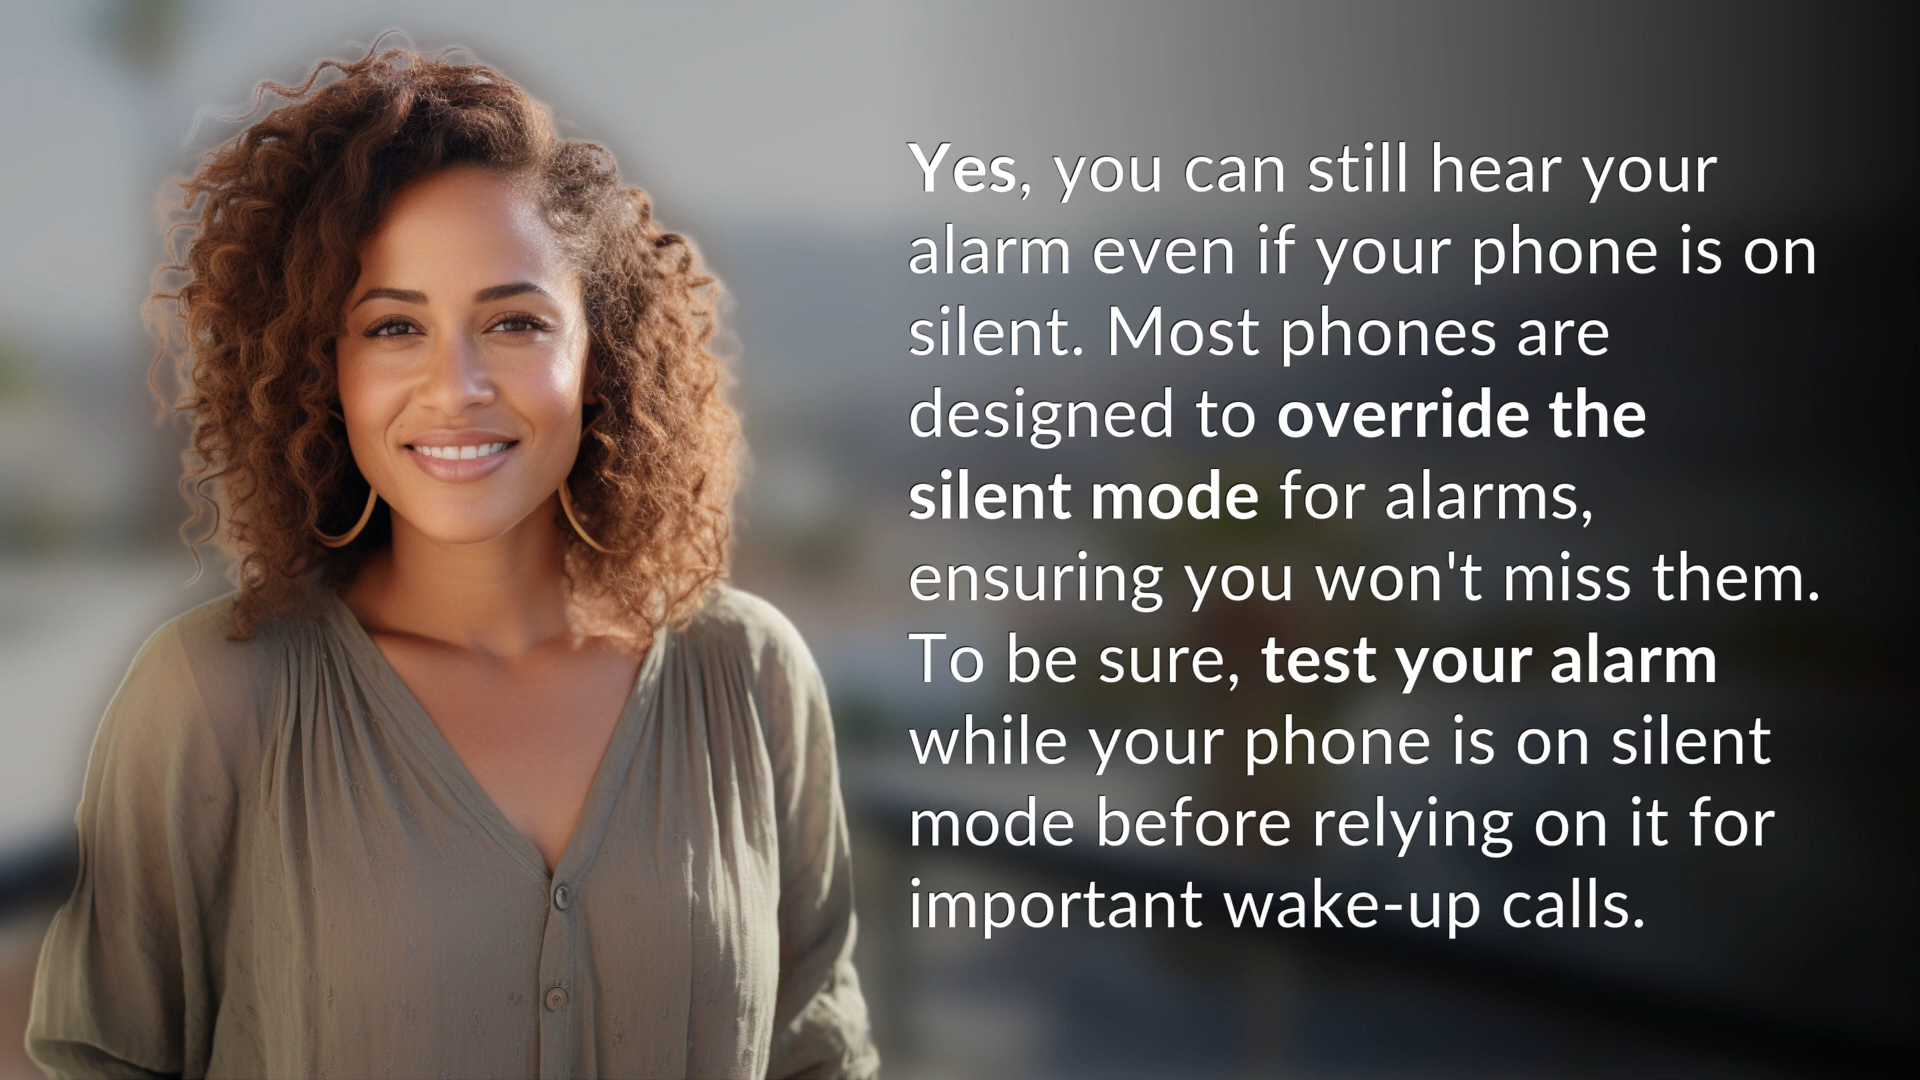 Yes, you can still hear your
alarm even if your phone is on
silent. Most phones are
designed to override the
silent mode for alarms,
ensuring you won't miss them.
To be sure, test your alarm
while your phone is on silent
mode before relying on it for
important wake-up calls.